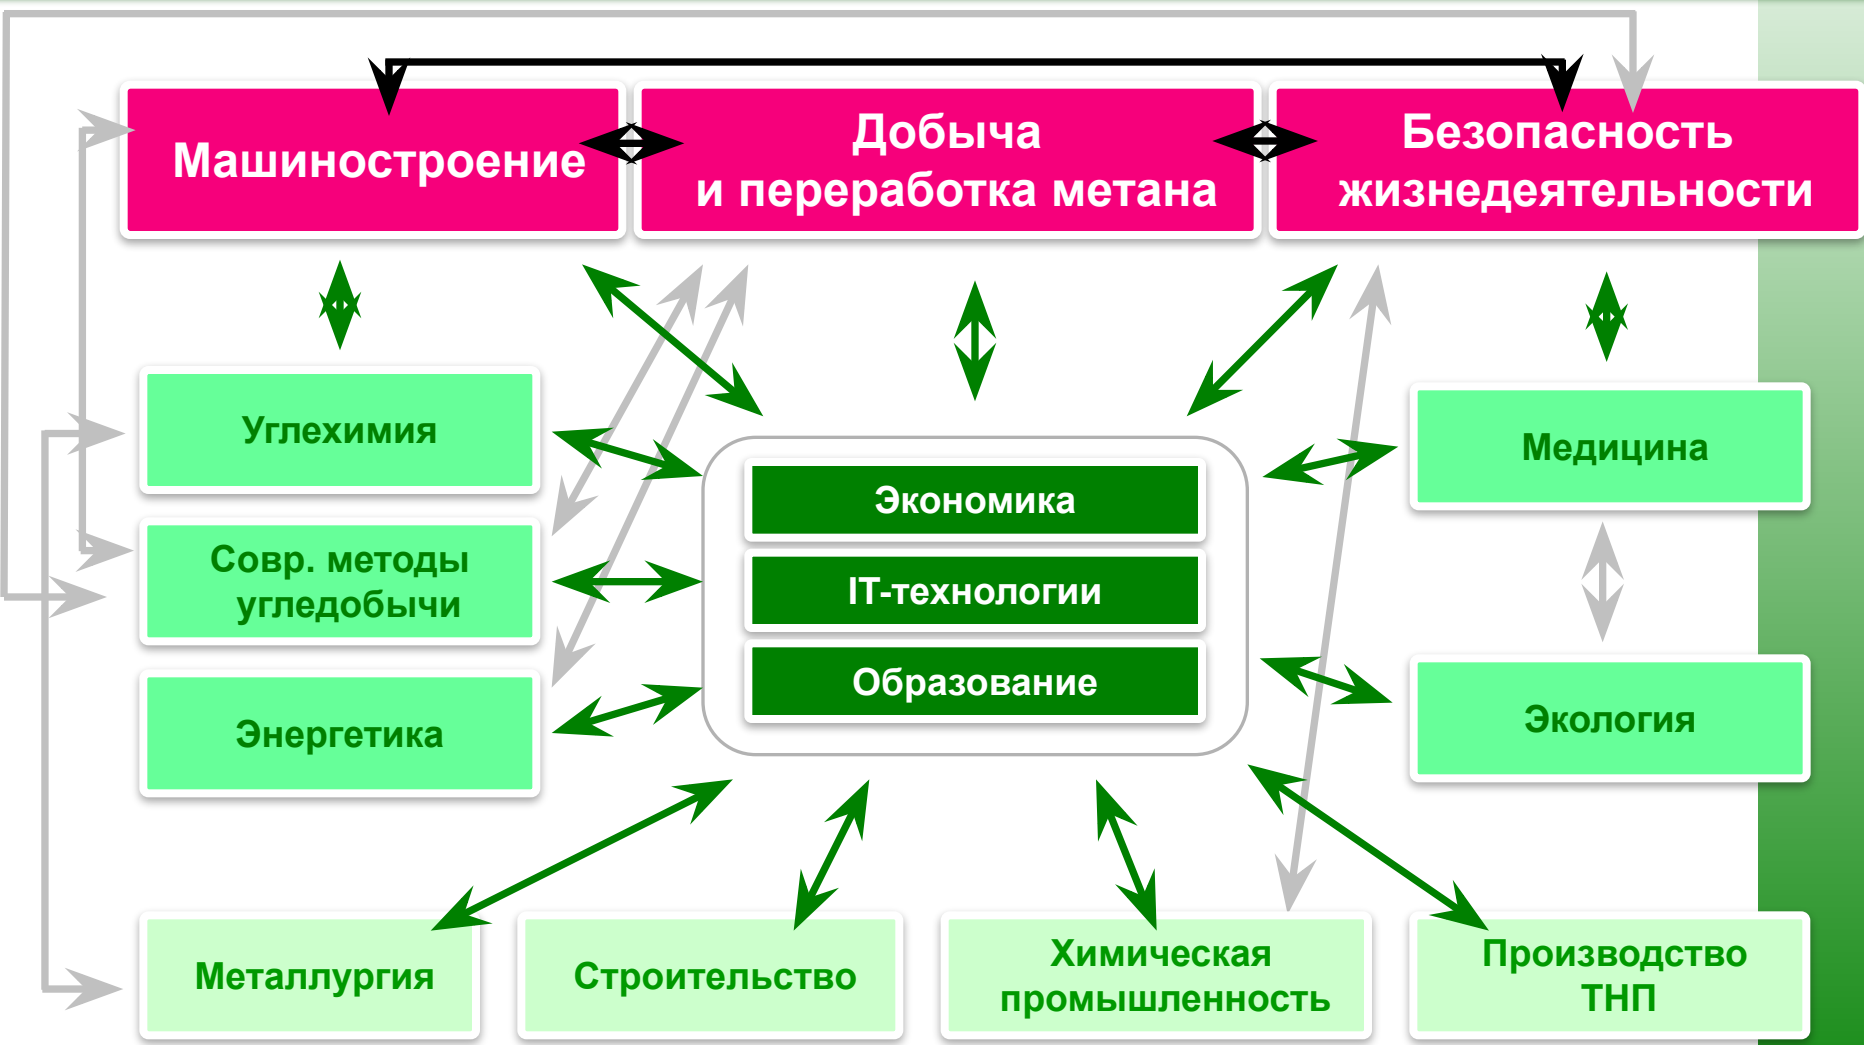 Машиностроение
Добыча
и переработка метана
Безопасность
жизнедеятельности
Углехимия
Медицина
Экономика
Совр. методы
угледобычи
IT-технологии
Энергетика
Образование
Экология
Металлургия
Строительство
Химическая
промышленность
Производство
ТНП